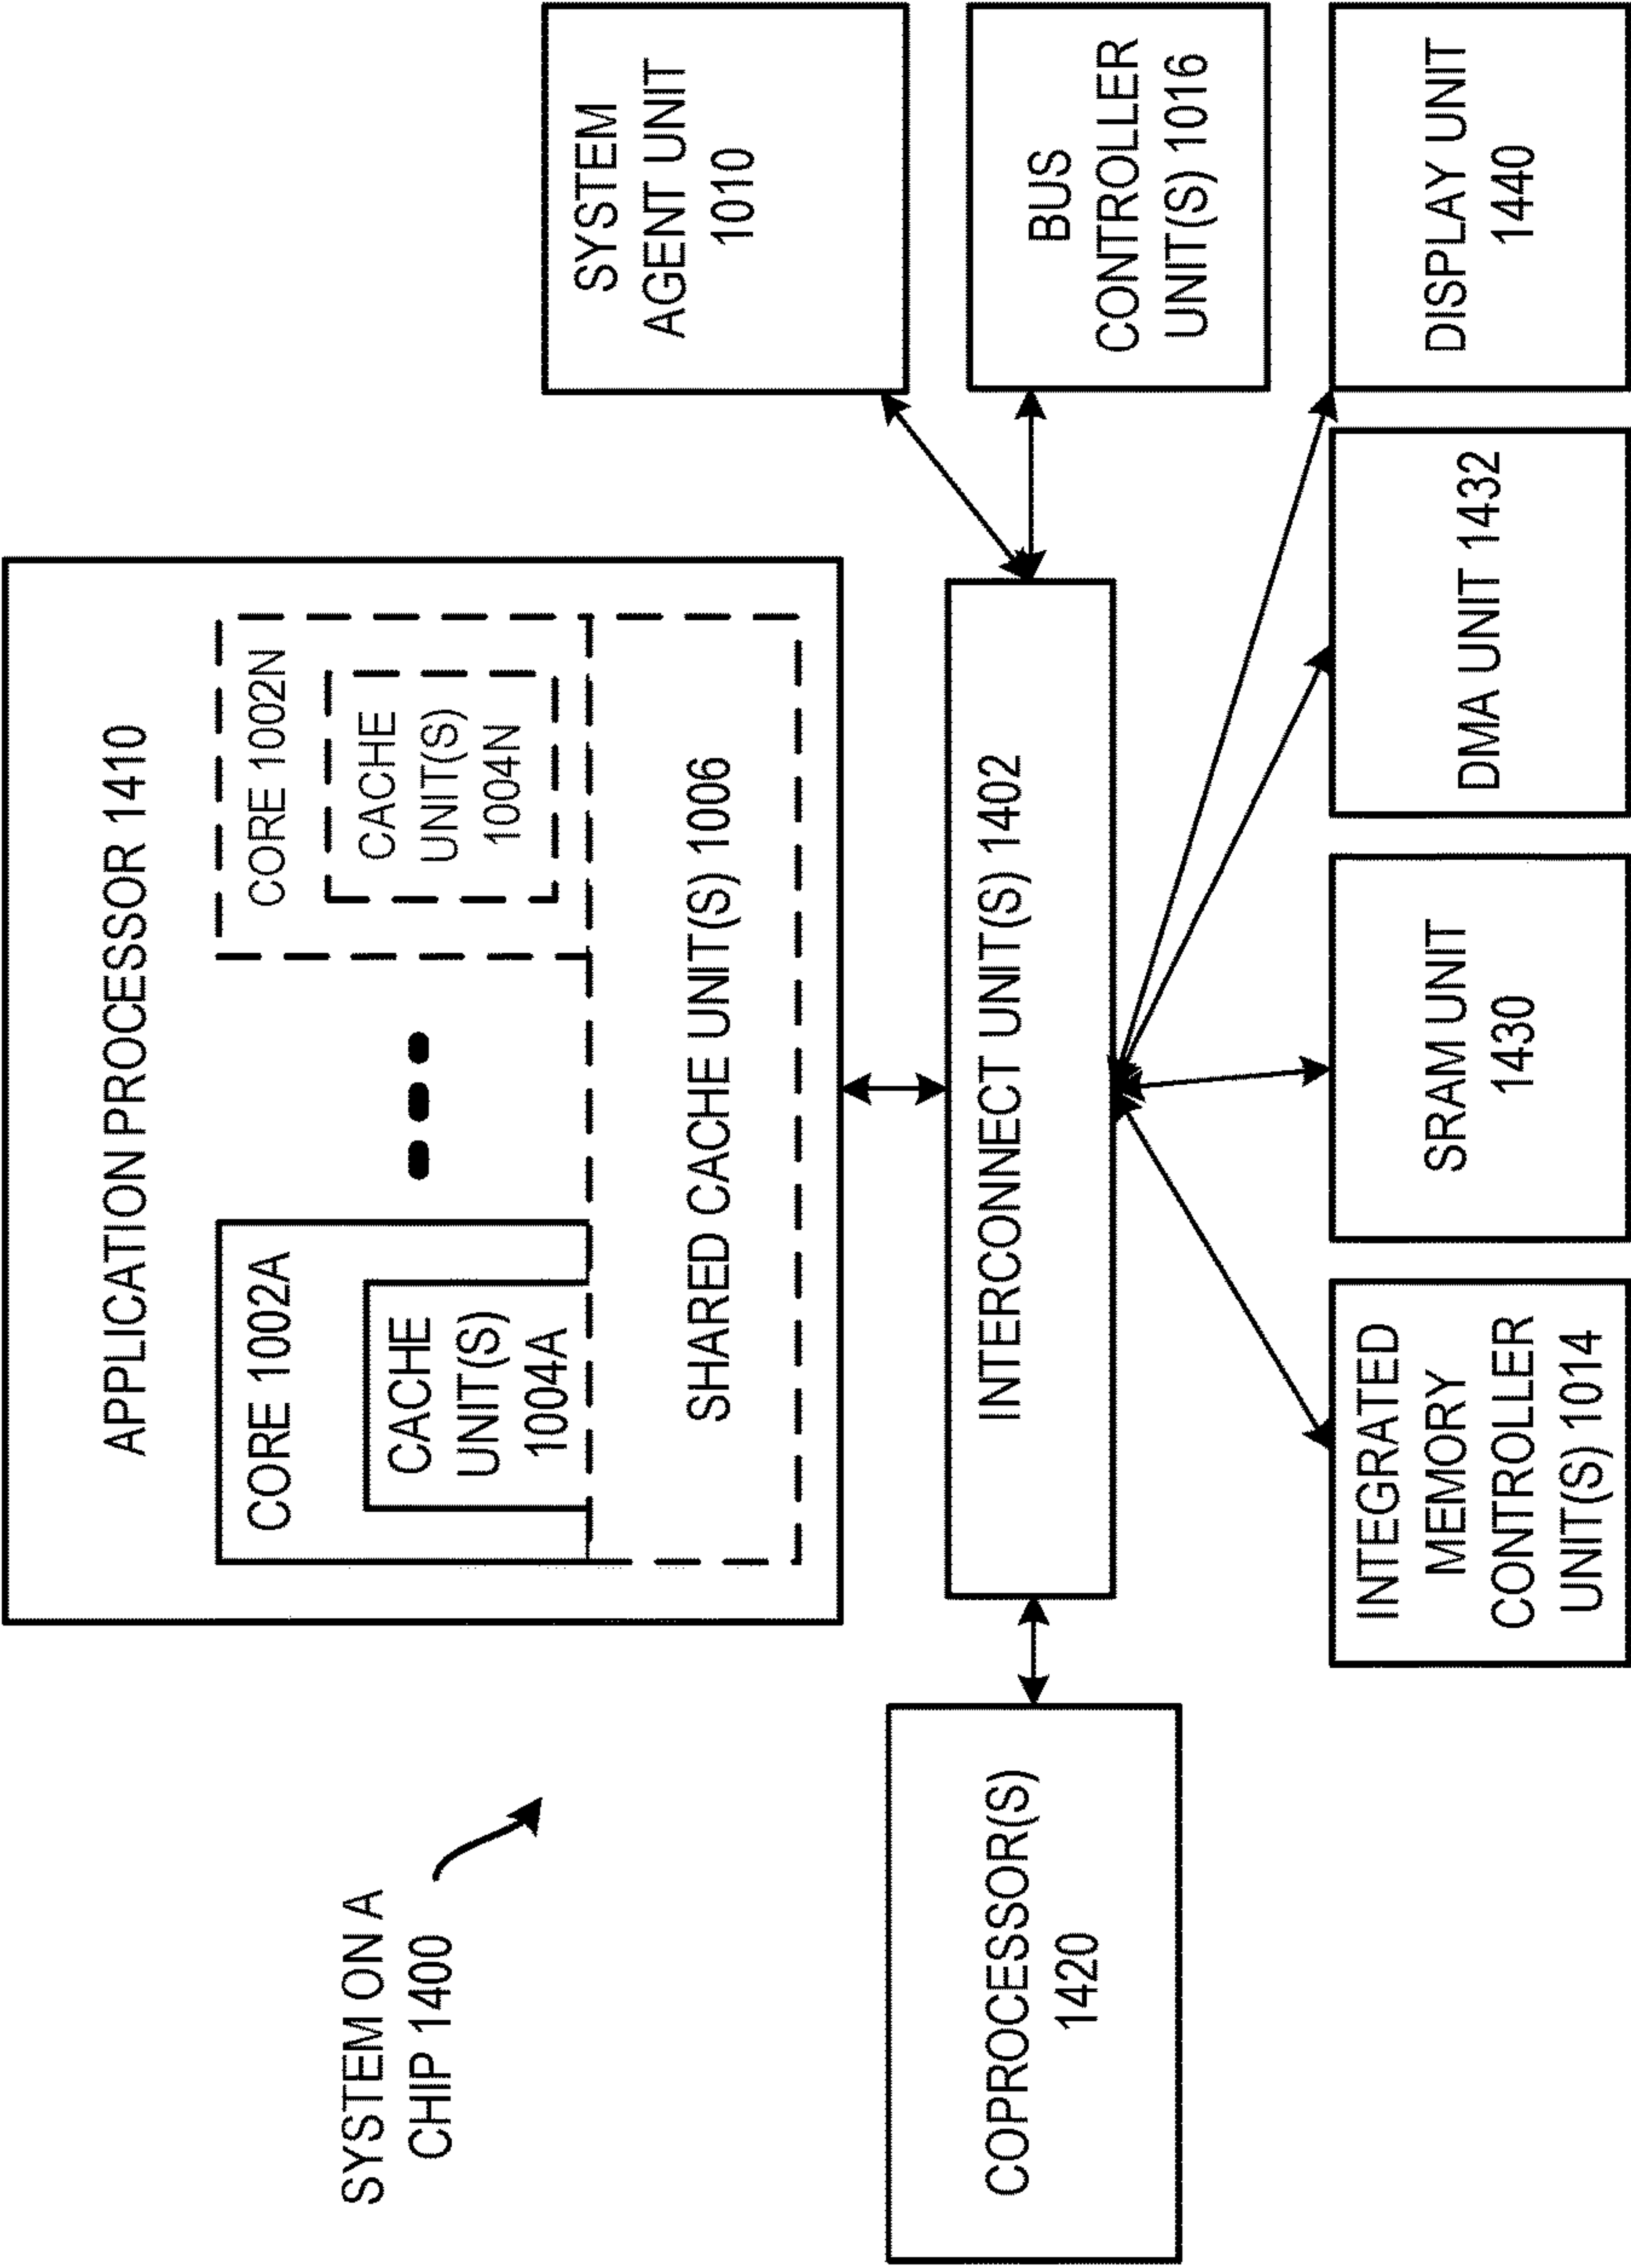 SYSTEM ON A
CHIP 1400
APPLICATION PROCESSOR 1410
CORE 1002A
CACHE
UNIT(S)
1004A
CORE 1002N
CACHE
UNIT(S)
1004N
SHARED CACHE UNIT(S) 1006
SYSTEM
AGENT UNIT
1010
COPROCESSOR(S)
1420
INTERCONNECT UNIT(S) 1402
BUS
CONTROLLER
UNIT(S) 1016
INTEGRATED
MEMORY
CONTROLLER
UNIT(S) 1014
SRAM UNIT
1430
DMA UNIT 1432
DISPLAY UNIT
1440